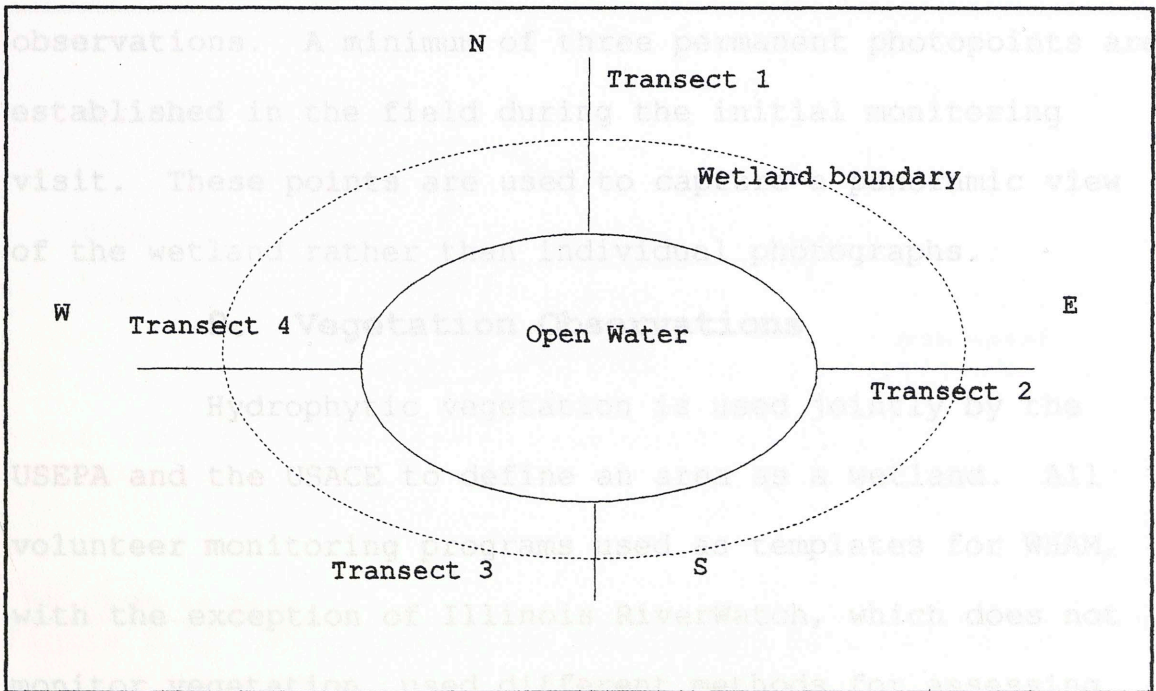 observations. A minimum of three permanent photopoints are
N
Transect 1
established in the field during the initial monitoring
Wetland boundary
visit. These points are used to capture a panoramic view
of the wetland rather than individual photographs.
W
E
Transect 4
Vegetation Observations
Open Water
Transect 2
Hydrophytic vegetation is used jointly by the
USEPA and the USACE to define an area as a wetland. All
volunteer monitoring programs used as templates for WHAM,
Transect 3
S
with the exception of Illinois RiverWatch, which does not
monitor vegetation, used different methods for assessing